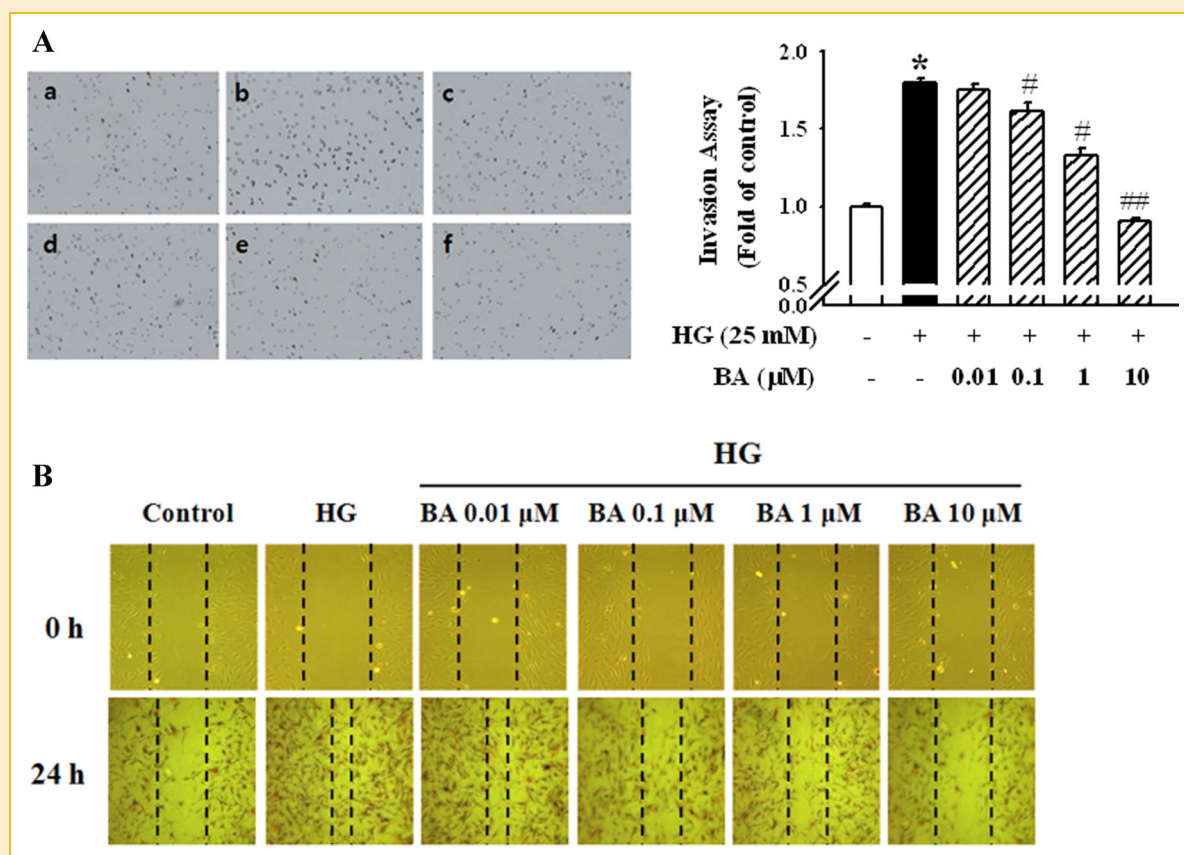 A
a b c
d e f
Invasion Assay
(Fold of control)
2.0
1.5
1.0
0.5
0.0
* # # ##
HG (25 mM) - + + + + +
BA (μM) - - 0.01 0.1 1 10
B
HG
Control HG BA 0.01 μM BA 0.1 μM BA 1 μM BA 10 μM
0 h
24 h